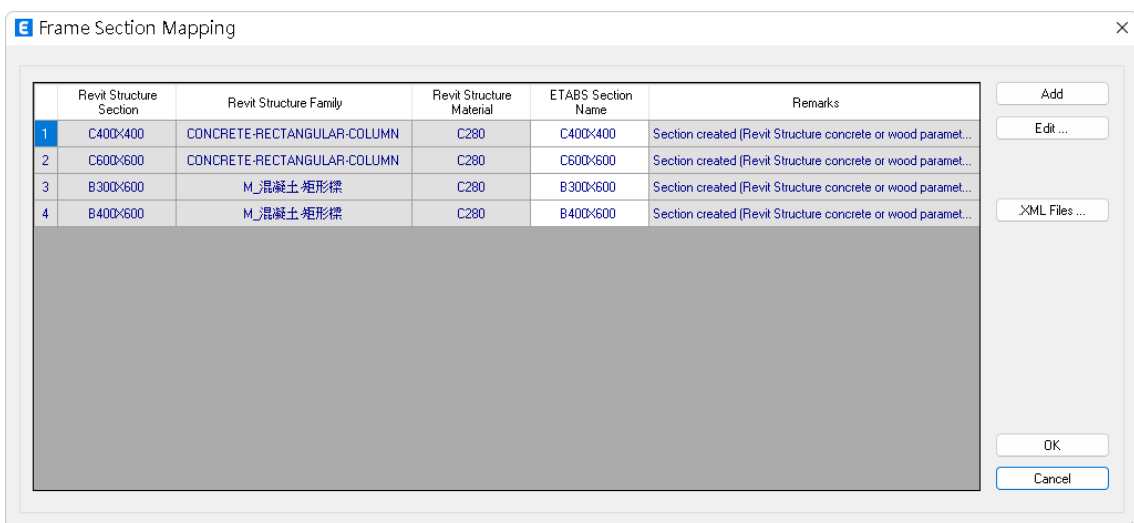 E Frame Section Mapping
Revit Structure Section
Revit Structure Family
Revit Structure Material
ETABS Section Name
Remarks
1 C400X400 CONCRETE-RECTANGULAR-COLUMN C280 C400X400 Section created (Revit Structure concrete or wood paramet...
2 C600X600 CONCRETE-RECTANGULAR-COLUMN C280 C600X600 Section created (Revit Structure concrete or wood paramet...
3 B300X600 M_混凝土-矩形樑 C280 B300X600 Section created (Revit Structure concrete or wood paramet...
4 B400X600 M_混凝土-矩形樑 C280 B400X600 Section created (Revit Structure concrete or wood paramet...
Add
Edit ...
.XML Files ...
OK
Cancel